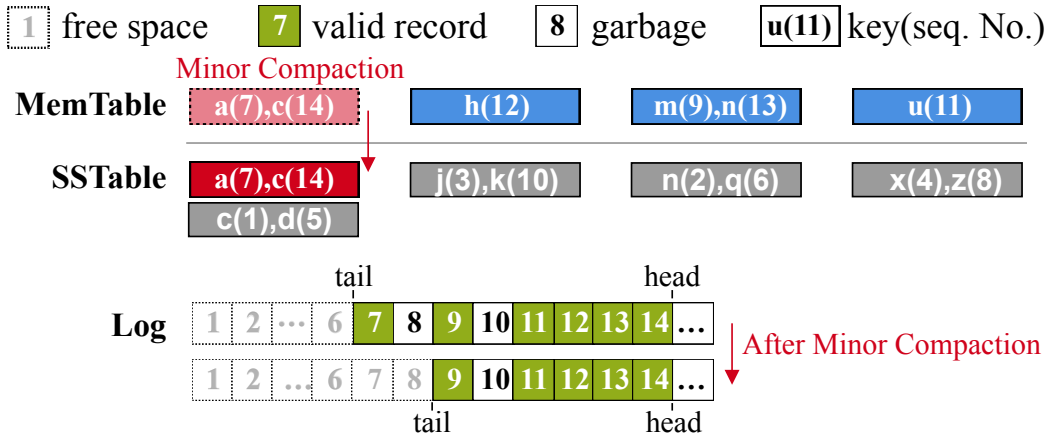 1 free space 7 valid record 8 garbage u(11) key(seq. No.)
Minor Compaction
MemTable a(7),c(14) h(12) m(9),n(13) u(11)
SSTable a(7),c(14) j(3),k(10) n(2),q(6) x(4),z(8)
c(1),d(5)
tail head
Log 1 2 ... 6 7 8 9 10 11 12 13 14 ...
After Minor Compaction
1 2 ... 6 7 8 9 10 11 12 13 14 ...
tail head